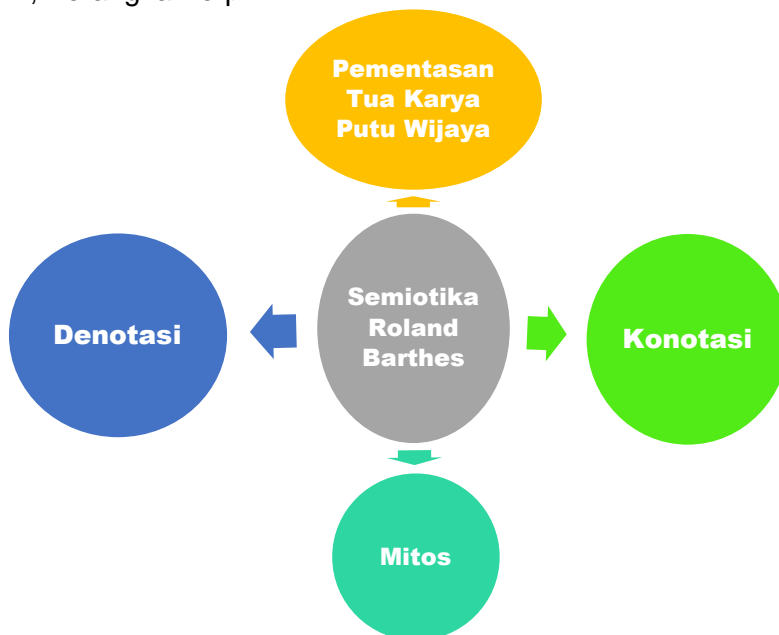 Pementasan
Tua Karya
Putu Wijaya
Semiotika
Roland
Barthes
Denotasi
Konotasi
Mitos